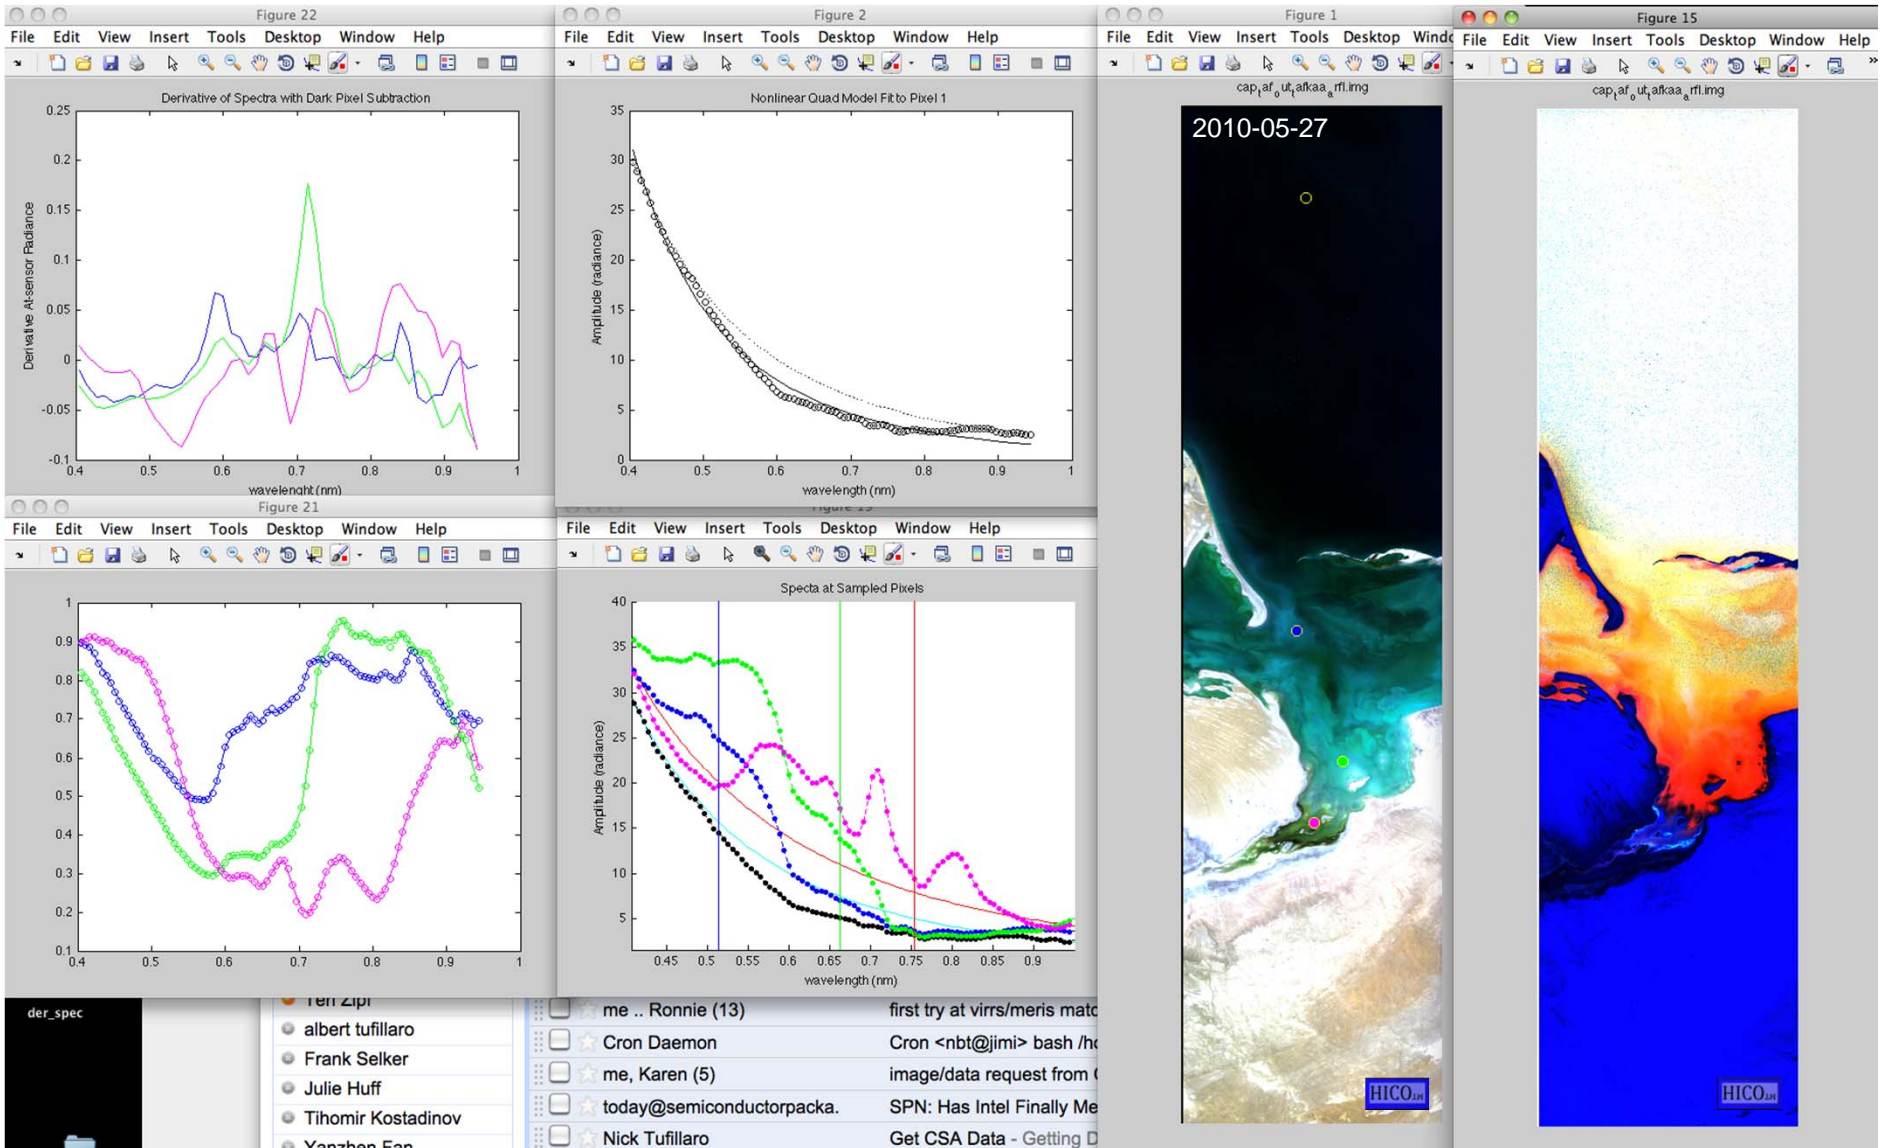 Figure 22
File Edit View Insert Tools Desktop Window Help
Derivative of Spectra with Dark Pixel Subtraction
0.25
0.2
0.15
0.1
0.05
0
-0.05
-0.1
Derivative At-sensor Radiance
0.4 0.5 0.6 0.7 0.8 0.9 1
wavelenght (nm)
Figure 2
File Edit View Insert Tools Desktop Window Help
Nonlinear Quad Model Fit to Pixel 1
35
30
25
20
15
10
5
0
Amplitude (radiance)
0.4 0.5 0.6 0.7 0.8 0.9 1
wavelength (nm)
Figure 1
File Edit View Insert Tools Desktop Windo
cap_taf_out_tafkaa_arfl.img
2010-05-27
HICO™
Figure 15
File Edit View Insert Tools Desktop Window Help
cap_taf_out_tafkaa_arfl.img
HICO™
Figure 21
File Edit View Insert Tools Desktop Window Help
1
0.9
0.8
0.7
0.6
0.5
0.4
0.3
0.2
0.1
0.4 0.5 0.6 0.7 0.8 0.9 1
File Edit View Insert Tools Desktop Window Help
Specta at Sampled Pixels
40
35
30
25
20
15
10
5
Amplitude (radiance)
0.45 0.5 0.55 0.6 0.65 0.7 0.75 0.8 0.85 0.9
wavelength (nm)
der_spec
albert tufillaro
Frank Selker
Julie Huff
Tihomir Kostadinov
Yanzhen Fan
me .. Ronnie (13) first try at virrs/meris matc
Cron Daemon Cron <nbt@jimi> bash /ho
me, Karen (5) image/data request from
today@semiconductorpacka. SPN: Has Intel Finally Me
Nick Tufillaro Get CSA Data - Getting D